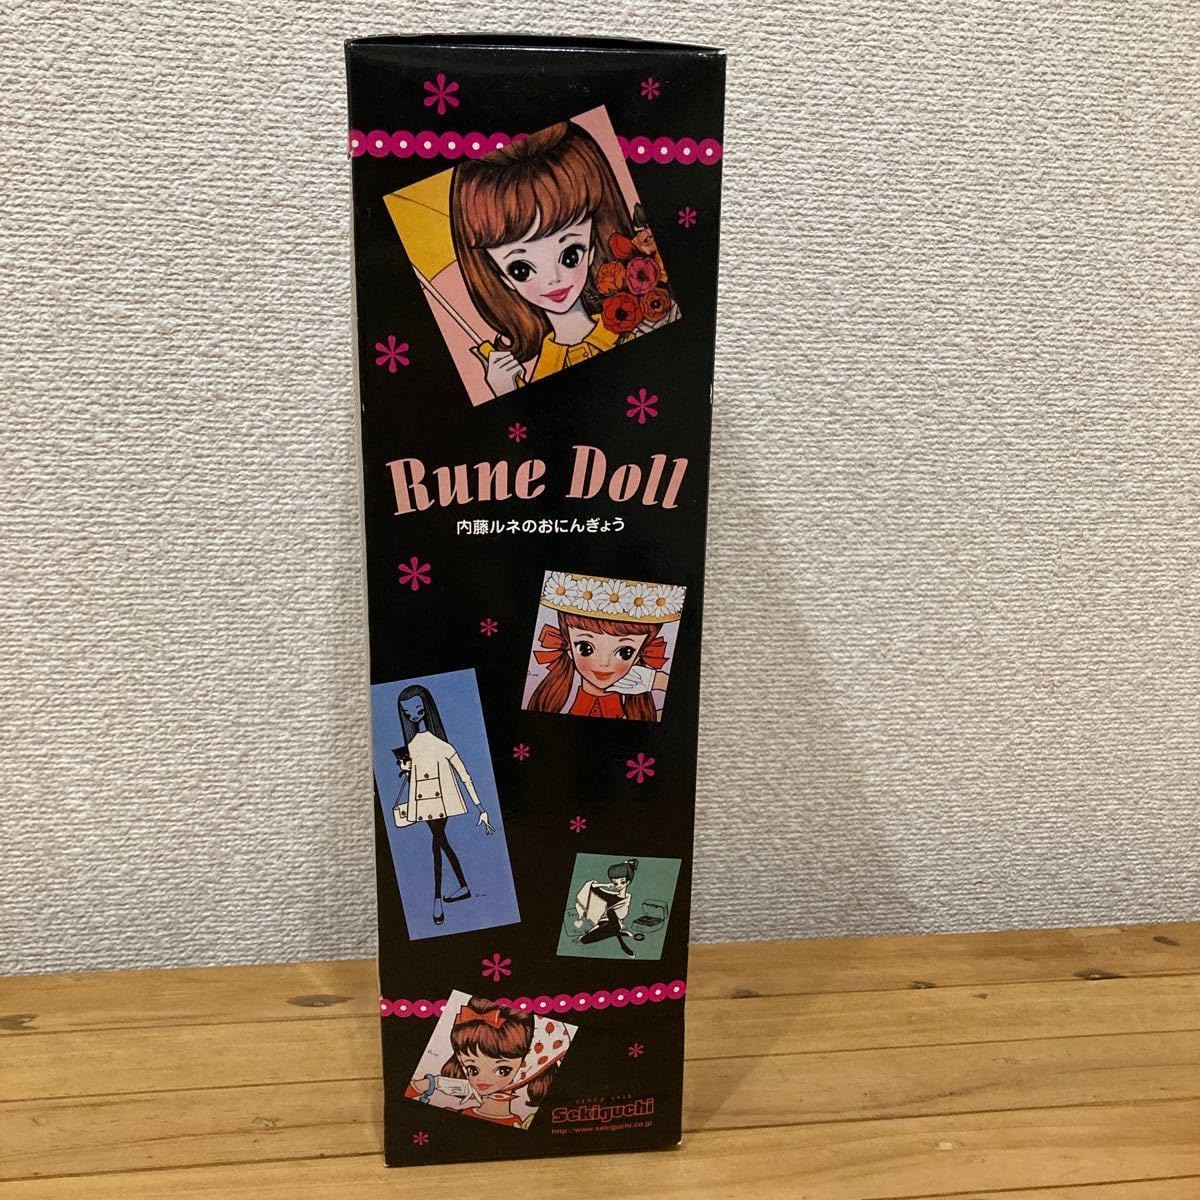 Rune Doll
内藤ルネのおにんぎょう
SINCE 1918
Sekiguchi
http://www.sekiguchi.co.jp